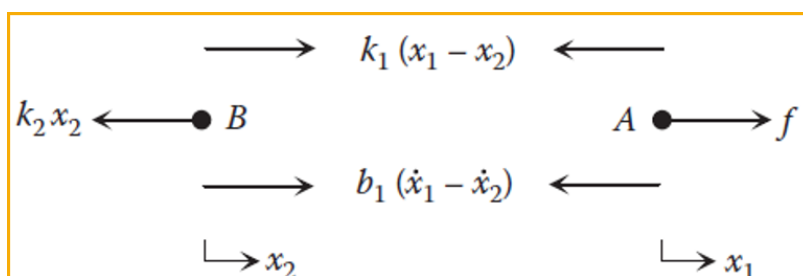 k₁ (x₁ − x₂)
k₂x₂ B A f
b₁ (ẋ₁ − ẋ₂)
x₂ x₁